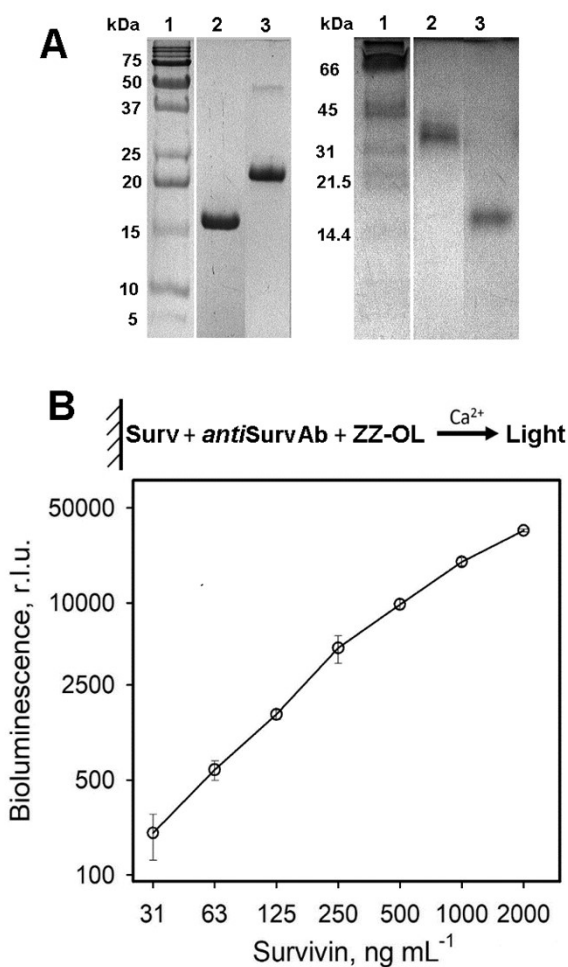 A
kDa 1 2 3
75
50
37
25
20
15
10
5
kDa 1 2 3
66
45
31
21.5
14.4
B
Surv + antiSurvAb + ZZ-OL Ca²⁺ Light
Bioluminescence, r.l.u.
50000
10000
2500
500
100
31 63 125 250 500 1000 2000
Survivin, ng mL⁻¹